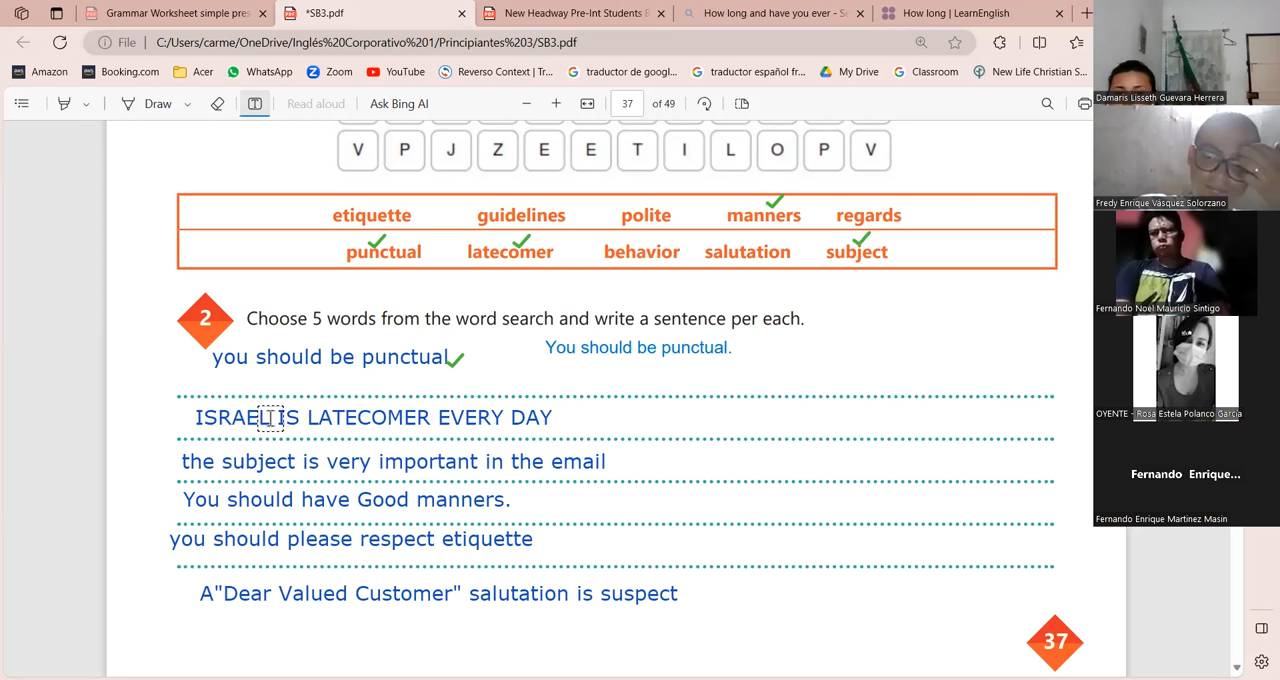 Grammar Worksheet simple pres
*SB3.pdf
New Headway Pre-Int Students
How long and have you ever - Se
How long | LearnEnglish
File C:/Users/carme/OneDrive/Inglés%20Corporativo%201/Principiantes%203/SB3.pdf
Amazon Booking.com Acer WhatsApp Zoom YouTube Reverso Context | Tr... traductor de googl... traductor español fr... My Drive Classroom New Life Christian S...
Draw Read aloud Ask Bing AI 37 of 49
V P J Z E E T I L O P V
etiquette guidelines polite manners regards
punctual latecomer behavior salutation subject
2 Choose 5 words from the word search and write a sentence per each.
you should be punctual You should be punctual.
ISRAEL IS LATECOMER EVERY DAY
the subject is very important in the email
You should have Good manners.
you should please respect etiquette
A"Dear Valued Customer" salutation is suspect
37
Damaris Lisseth Guevara Herrera
Fredy Enrique Vásquez Solorzano
Fernando Noel Mauricio Sintigo
OYENTE - Rosa Estela Polanco García
Fernando Enrique...
Fernando Enrique Martinez Masin